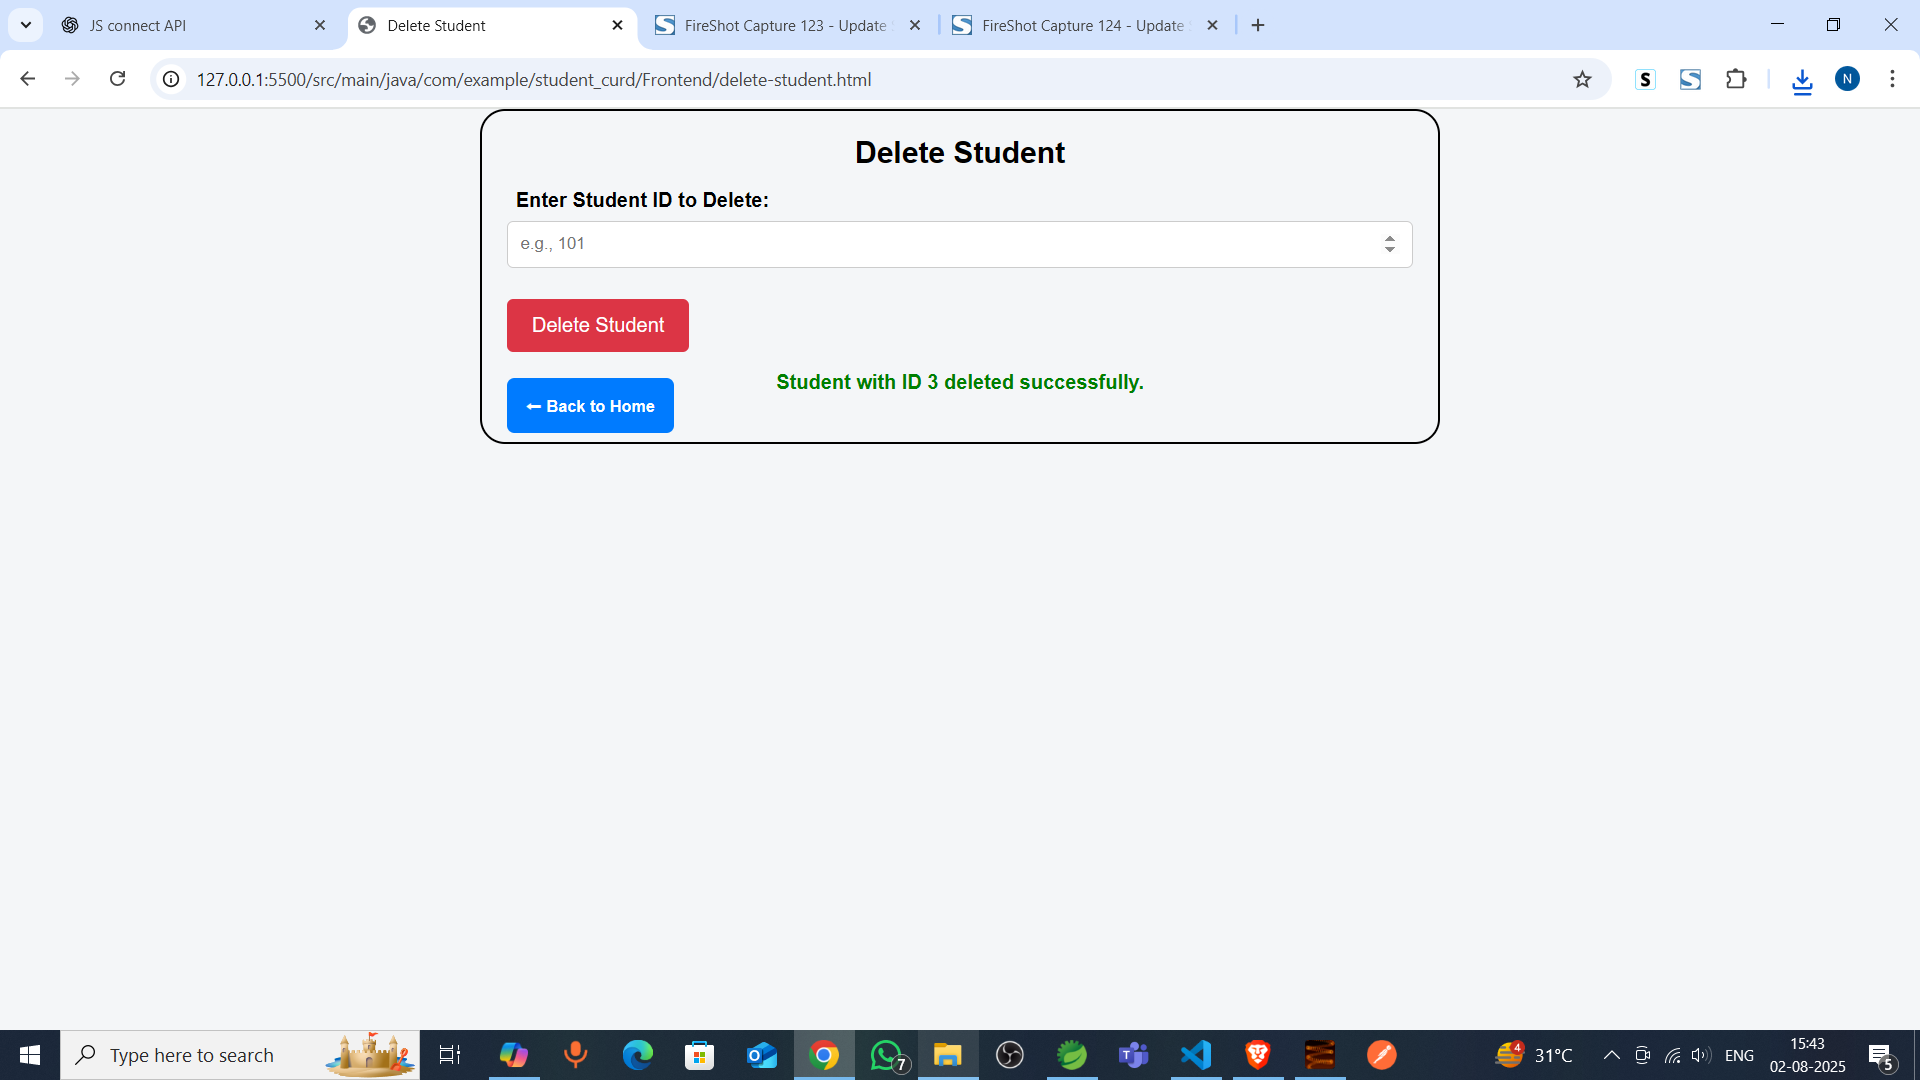 JS connect API
Delete Student
FireShot Capture 123 - Update
FireShot Capture 124 - Update
127.0.0.1:5500/src/main/java/com/example/student_curd/Frontend/delete-student.html
S
S
N
Delete Student
Enter Student ID to Delete:
e.g., 101
Delete Student
Student with ID 3 deleted successfully.
← Back to Home
Type here to search
7
4
31°C
ENG
15:43
02-08-2025
5